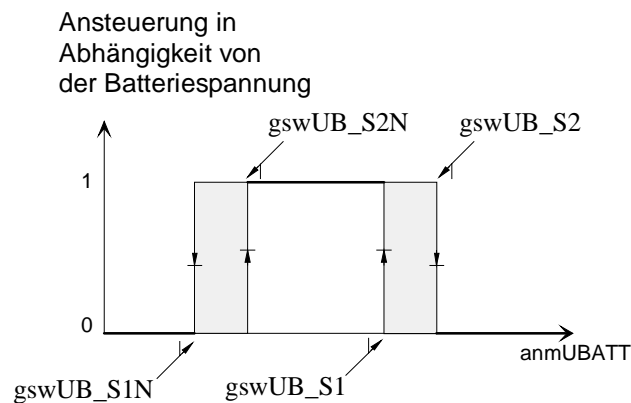 Ansteuerung in
Abhängigkeit von
der Batteriespannung
gswUB_S2N
gswUB_S2
1
0
anmUBATT
gswUB_S1N
gswUB_S1